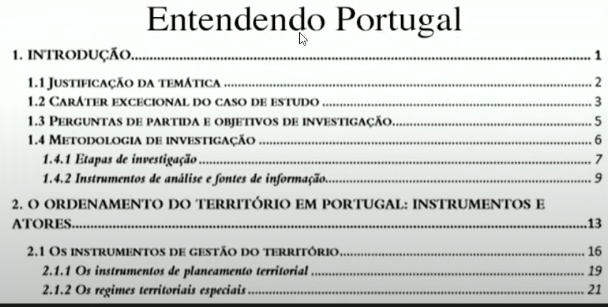 Entendendo Portugal
1. INTRODUÇÃO.......................................................................................... 1
1.1 JUSTIFICAÇÃO DA TEMÁTICA ........................................................................ 2
1.2 CARÁTER EXCECIONAL DO CASO DE ESTUDO .................................................... 3
1.3 PERGUNTAS DE PARTIDA E OBJETIVOS DE INVESTIGAÇÃO........................................ 5
1.4 METODOLOGIA DE INVESTIGAÇÃO .................................................................. 6
1.4.1 Etapas de investigação ........................................................................... 7
1.4.2 Instrumentos de análise e fontes de informação.................................................. 9
2. O ORDENAMENTO DO TERRITÓRIO EM PORTUGAL: INSTRUMENTOS E
ATORES.................................................................................................13
2.1 OS INSTRUMENTOS DE GESTÃO DO TERRITÓRIO................................................. 16
2.1.1 Os instrumentos de planeamento territorial ..................................................... 19
2.1.2 Os regimes territoriais especiais ................................................................ 21